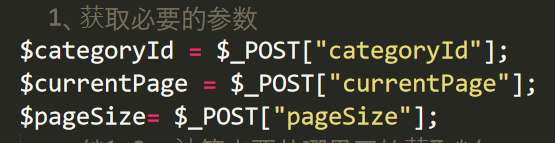 1、获取必要的参数
$categoryId = $_POST["categoryId"];
$currentPage = $_POST["currentPage"];
$pageSize= $_POST["pageSize"];